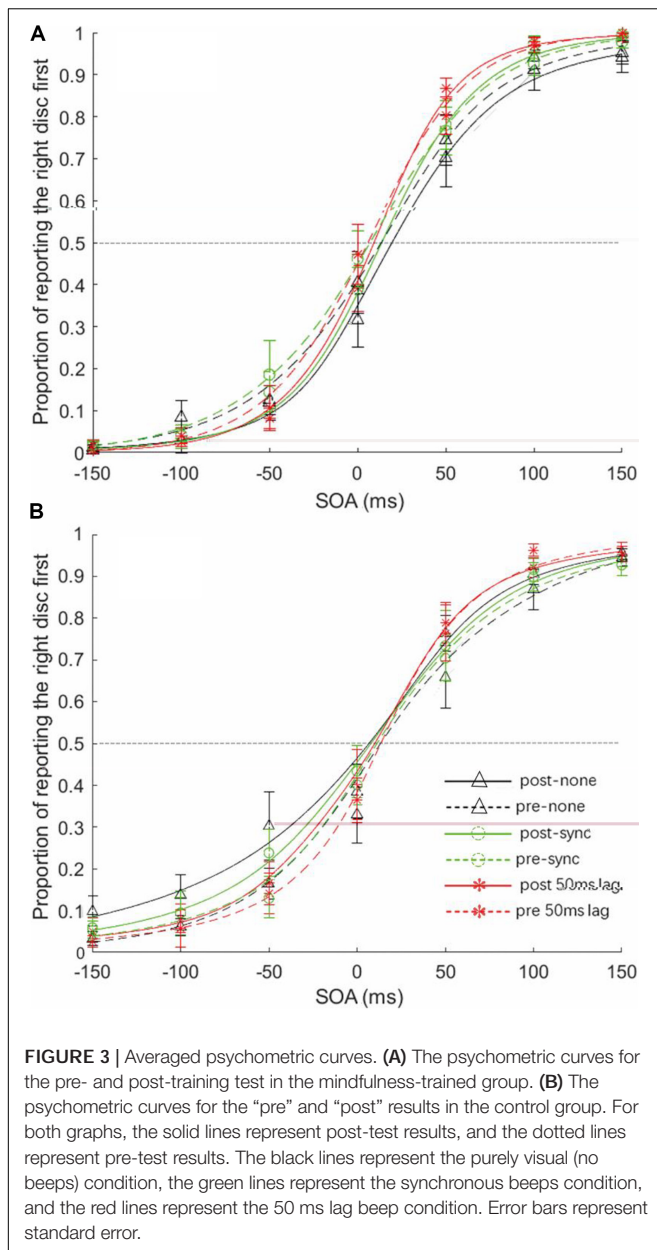 A
Proportion of reporting the right disc first
1
0.9
0.8
0.7
0.6
0.5
0.4
0.3
0.2
0.1
0
-150 -100 -50 0 50 100 150
SOA (ms)
B
Proportion of reporting the right disc first
1
0.9
0.8
0.7
0.6
0.5
0.4
0.3
0.2
0.1
0
post-none
pre-none
post-sync
pre-sync
post 50ms lag
pre 50ms lag
-150 -100 -50 0 50 100 150
SOA (ms)
FIGURE 3 | Averaged psychometric curves. (A) The psychometric curves for
the pre- and post-training test in the mindfulness-trained group. (B) The
psychometric curves for the “pre” and “post” results in the control group. For
both graphs, the solid lines represent post-test results, and the dotted lines
represent pre-test results. The black lines represent the purely visual (no
beeps) condition, the green lines represent the synchronous beeps condition,
and the red lines represent the 50 ms lag beep condition. Error bars represent
standard error.